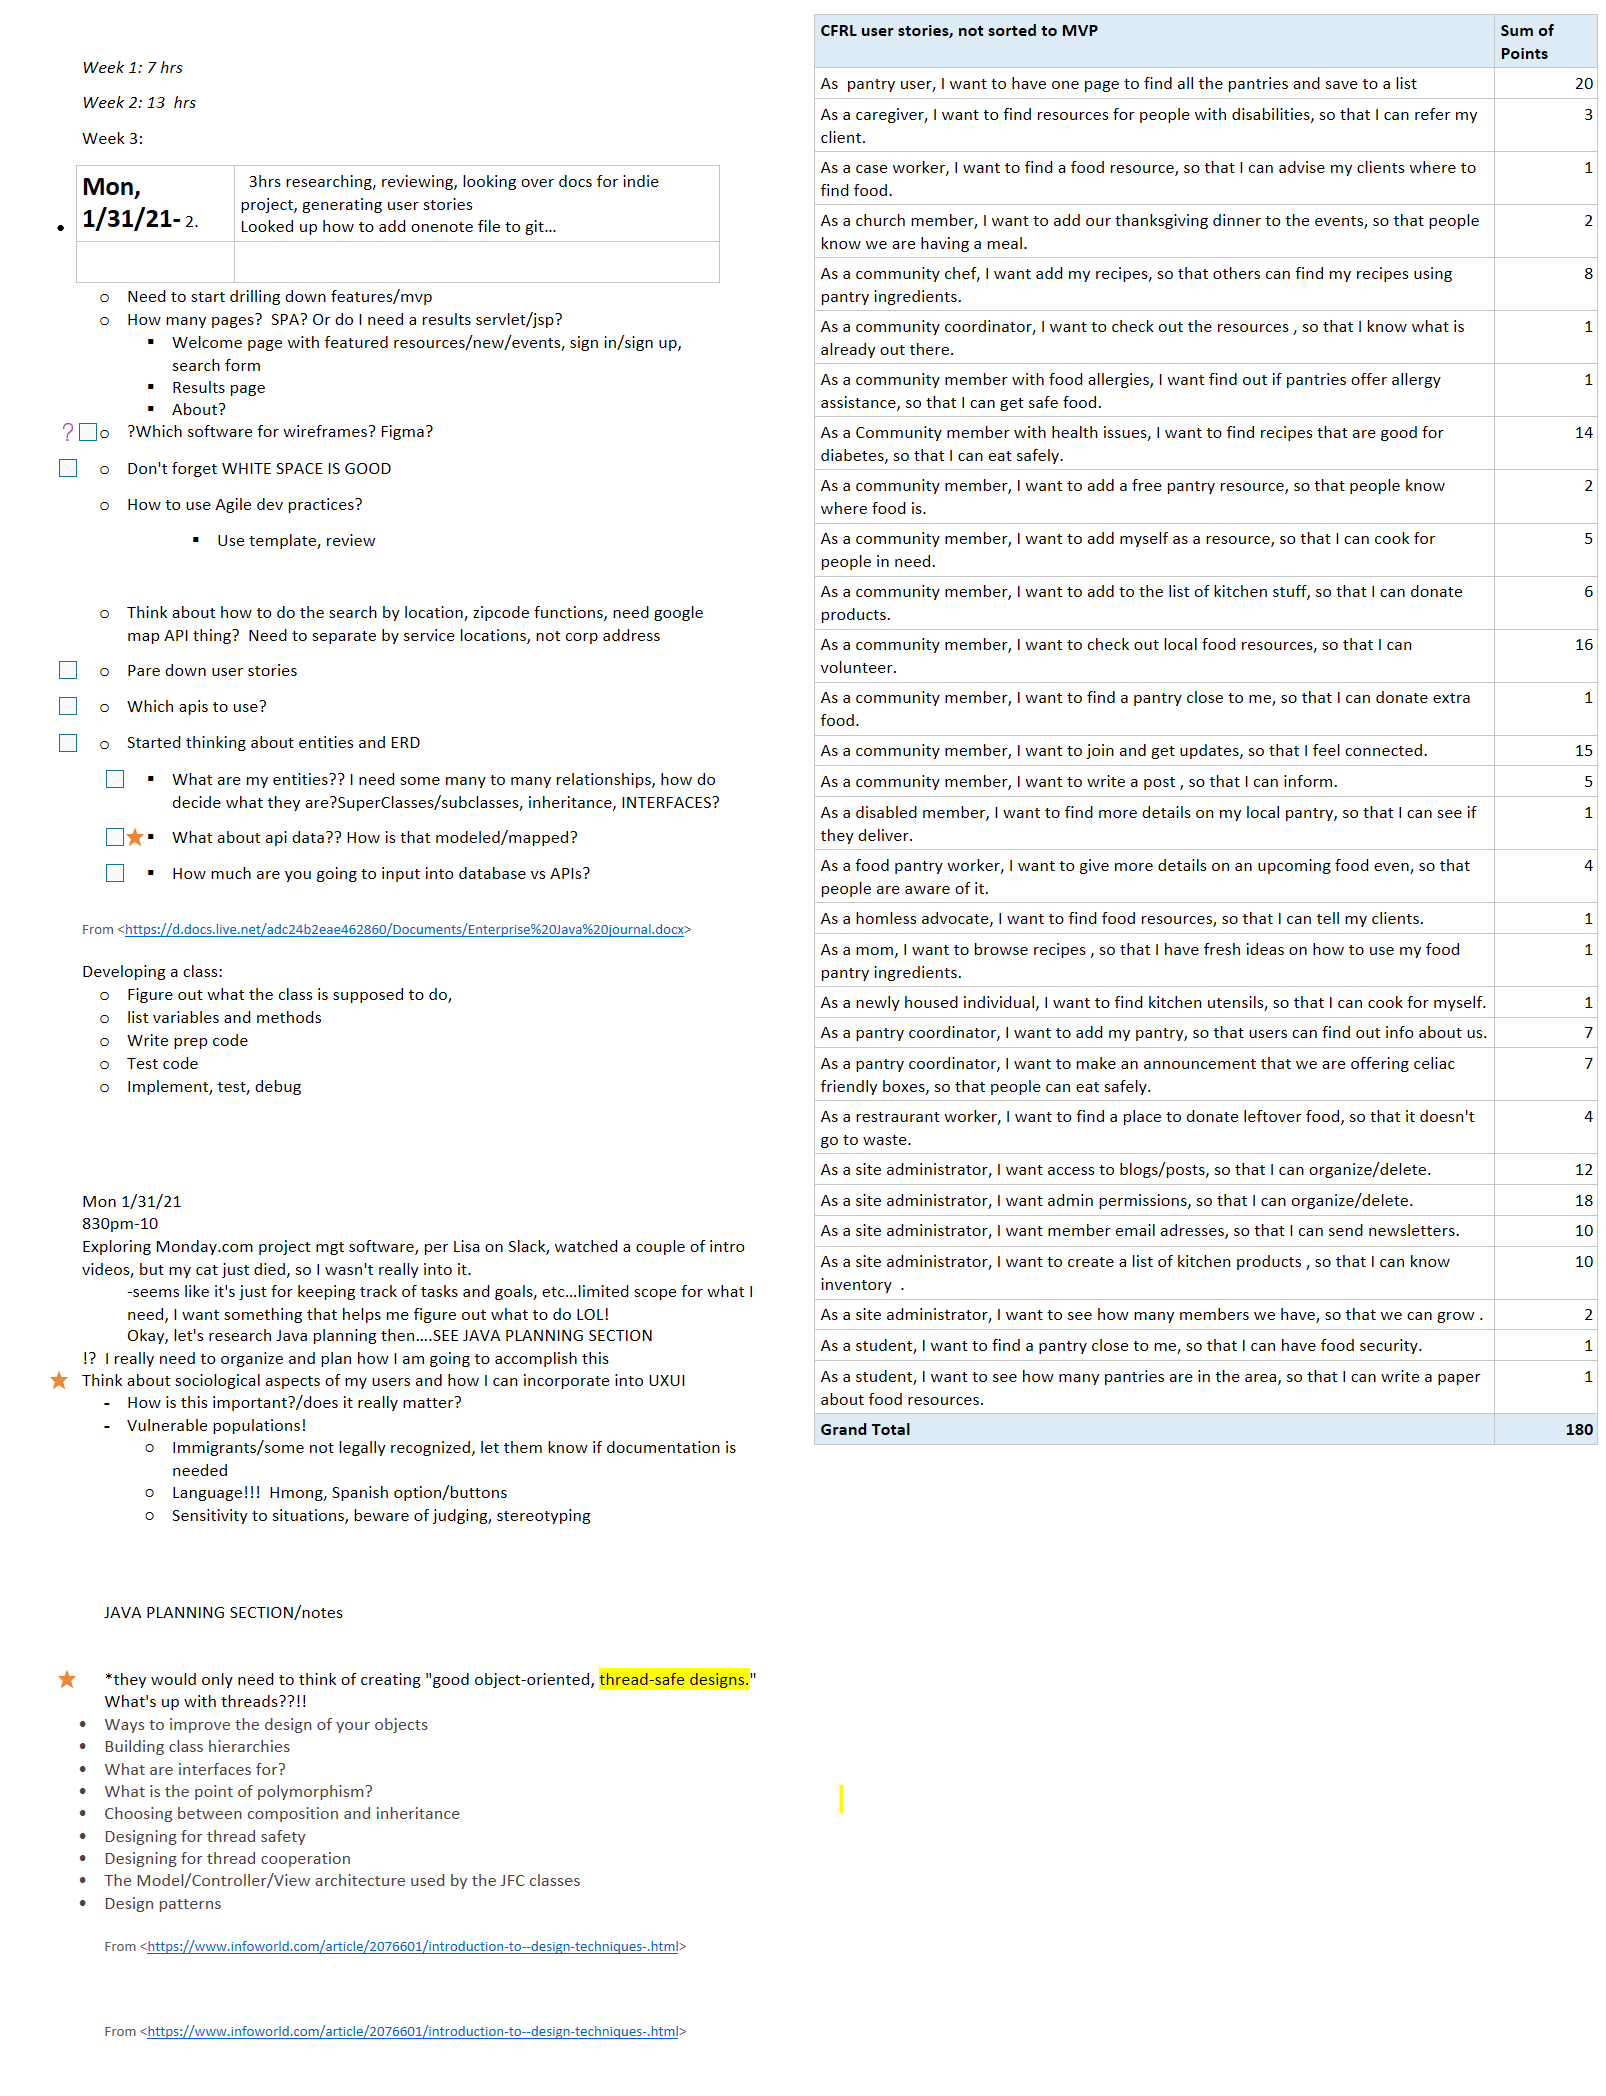 Week 1: 7 hrs
Week 2: 13  hrs
Week 3:
Mon,
1/31/21- 2.
3hrs researching, reviewing, looking over docs for indie
project, generating user stories
Looked up how to add onenote file to git...
Need to start drilling down features/mvp
How many pages?  SPA? Or do I need a results servlet/jsp?
Welcome page with featured resources/new/events, sign in/sign up,
search form
Results page
About?
?Which software for wireframes? Figma?
Don't forget WHITE SPACE IS GOOD
How to use Agile dev practices?
Use template, review
Think about how to do the search by location, zipcode functions, need google
map API thing?  Need to separate by service locations, not corp address
Pare down user stories
Which apis to use?
Started thinking about entities and ERD
What are my entities?? I need some many to many relationships, how do
decide what they are?SuperClasses/subclasses, inheritance, INTERFACES?
What about api data?? How is that modeled/mapped?
How much are you going to input into database vs APIs?
From <https://d.docs.live.net/adc24b2eae462860/Documents/Enterprise%20Java%20journal.docx>
Developing a class:
Figure out what the class is supposed to do,
list variables and methods
Write prep code
Test code
Implement, test, debug
Mon 1/31/21
830pm-10
Exploring Monday.com project mgt software, per Lisa on Slack, watched a couple of intro
videos, but my cat just died, so I wasn't really into it.
-seems like it's just for keeping track of tasks and goals, etc...limited scope for what I
need, I want something that helps me figure out what to do LOL!
Okay, let's research Java planning then....SEE JAVA PLANNING SECTION
!?  I really need to organize and plan how I am going to accomplish this
Think about sociological aspects of my users and how I can incorporate into UXUI
- How is this important?/does it really matter?
- Vulnerable populations!
Immigrants/some not legally recognized, let them know if documentation is
needed
Language!!!  Hmong, Spanish option/buttons
Sensitivity to situations, beware of judging, stereotyping
JAVA PLANNING SECTION/notes
*they would only need to think of creating "good object-oriented, thread-safe designs."
What's up with threads??!!
Ways to improve the design of your objects
Building class hierarchies
What are interfaces for?
What is the point of polymorphism?
Choosing between composition and inheritance
Designing for thread safety
Designing for thread cooperation
The Model/Controller/View architecture used by the JFC classes
Design patterns
From <https://www.infoworld.com/article/2076601/introduction-to--design-techniques-.html>
From <https://www.infoworld.com/article/2076601/introduction-to--design-techniques-.html>
CFRL user stories, not sorted to MVP
Sum of
Points
As  pantry user, I want to have one page to find all the pantries and save to a list 20
As a caregiver, I want to find resources for people with disabilities, so that I can refer my 3
client.
As a case worker, I want to find a food resource, so that I can advise my clients where to 1
find food.
As a church member, I want to add our thanksgiving dinner to the events, so that people 2
know we are having a meal.
As a community chef, I want add my recipes, so that others can find my recipes using 8
pantry ingredients.
As a community coordinator, I want to check out the resources , so that I know what is 1
already out there.
As a community member with food allergies, I want find out if pantries offer allergy 1
assistance, so that I can get safe food.
As a Community member with health issues, I want to find recipes that are good for 14
diabetes, so that I can eat safely.
As a community member, I want to add a free pantry resource, so that people know 2
where food is.
As a community member, I want to add myself as a resource, so that I can cook for 5
people in need.
As a community member, I want to add to the list of kitchen stuff, so that I can donate 6
products.
As a community member, I want to check out local food resources, so that I can 16
volunteer.
As a community member, I want to find a pantry close to me, so that I can donate extra 1
food.
As a community member, I want to join and get updates, so that I feel connected. 15
As a community member, I want to write a post , so that I can inform. 5
As a disabled member, I want to find more details on my local pantry, so that I can see if 1
they deliver.
As a food pantry worker, I want to give more details on an upcoming food even, so that 4
people are aware of it.
As a homless advocate, I want to find food resources, so that I can tell my clients. 1
As a mom, I want to browse recipes , so that I have fresh ideas on how to use my food 1
pantry ingredients.
As a newly housed individual, I want to find kitchen utensils, so that I can cook for myself. 1
As a pantry coordinator, I want to add my pantry, so that users can find out info about us. 7
As a pantry coordinator, I want to make an announcement that we are offering celiac 7
friendly boxes, so that people can eat safely.
As a restraurant worker, I want to find a place to donate leftover food, so that it doesn't 4
go to waste.
As a site administrator, I want access to blogs/posts, so that I can organize/delete. 12
As a site administrator, I want admin permissions, so that I can organize/delete. 18
As a site administrator, I want member email adresses, so that I can send newsletters. 10
As a site administrator, I want to create a list of kitchen products , so that I can know 10
inventory  .
As a site administrator, I want to see how many members we have, so that we can grow . 2
As a student, I want to find a pantry close to me, so that I can have food security. 1
As a student, I want to see how many pantries are in the area, so that I can write a paper 1
about food resources.
Grand Total 180